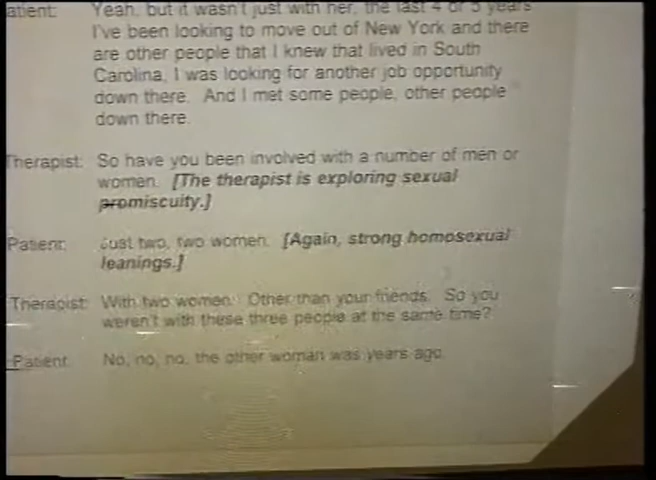 atient: Yeah, but it wasn't just with her, the last 4 or 5 years
I've been looking to move out of New York and there
are other people that I knew that lived in South
Carolina, I was looking for another job opportunity
down there. And I met some people, other people
down there.
Therapist: So have you been involved with a number of men or
women. [The therapist is exploring sexual
promiscuity.]
Patient: Just two, two women. [Again, strong homosexual
leanings.]
Therapist: With two women. Other than your friends. So you
weren't with these three people at the same time?
Patient: No, no, no, the other woman was years ago.